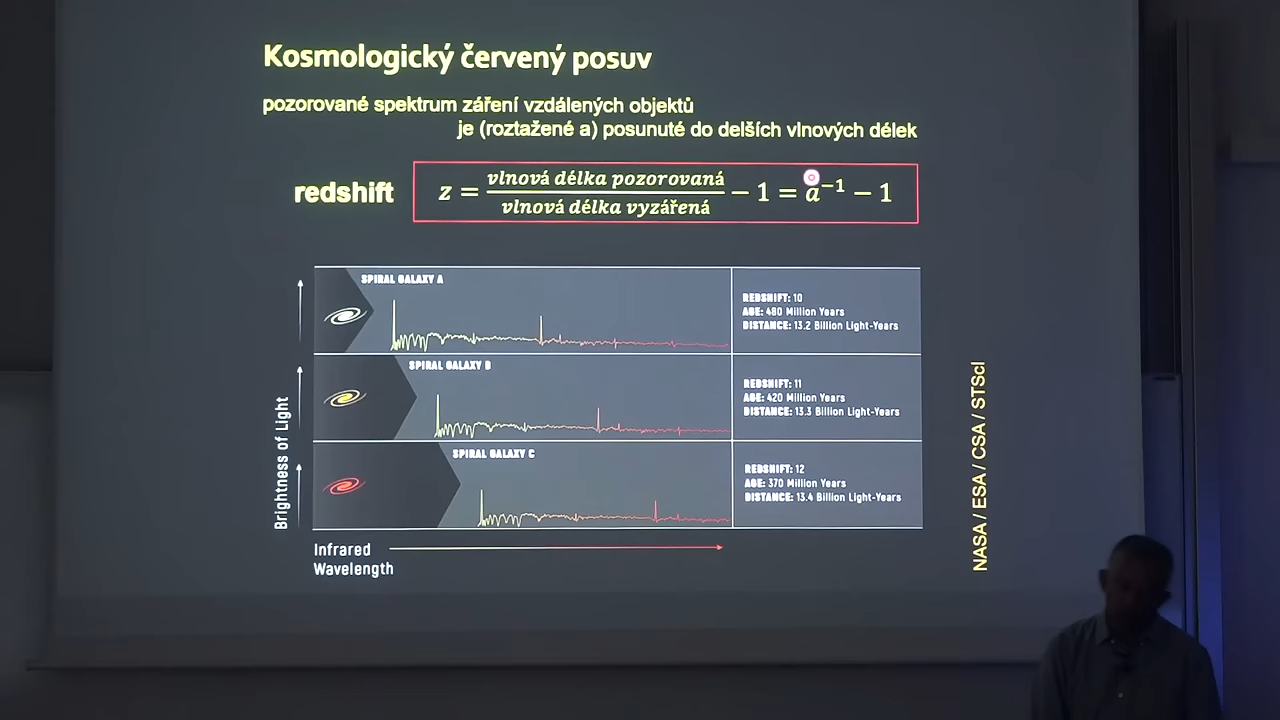 Kosmologický červený posuv
pozorované spektrum záření vzdálených objektů
je (roztažené a) posunuté do delších vlnových délek
redshift
z = vlnová délka pozorovaná / vlnová délka vyzářená − 1 = a⁻¹ − 1
SPIRAL GALAXY A
REDSHIFT: 10
AGE: 480 Million Years
DISTANCE: 13.2 Billion Light-Years
SPIRAL GALAXY B
REDSHIFT: 11
AGE: 420 Million Years
DISTANCE: 13.3 Billion Light-Years
SPIRAL GALAXY C
REDSHIFT: 12
AGE: 370 Million Years
DISTANCE: 13.4 Billion Light-Years
Brightness of Light
Infrared
Wavelength
NASA / ESA / CSA / STScI